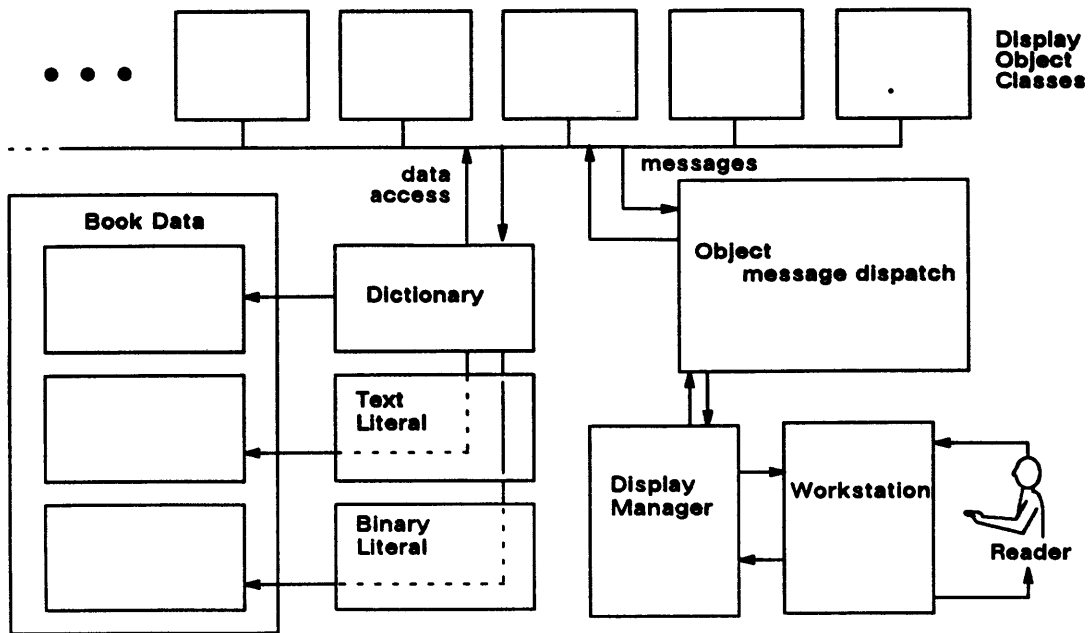 Display
Object
Classes
data
access
messages
Book Data
Dictionary
Object
message dispatch
Text
Literal
Binary
Literal
Display
Manager
Workstation
Reader